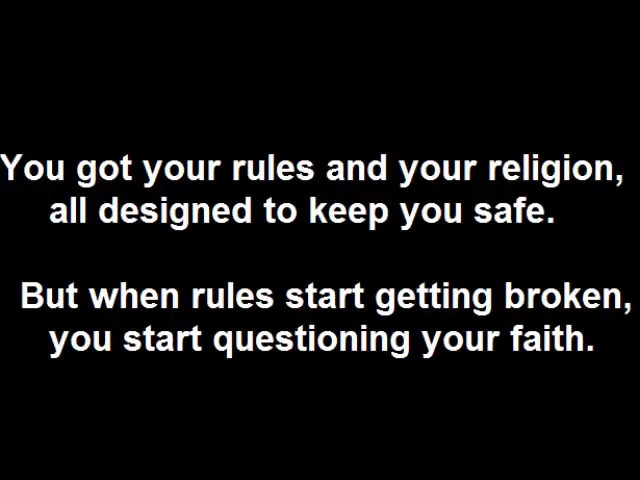 You got your rules and your religion,
all designed to keep you safe.
But when rules start getting broken,
you start questioning your faith.